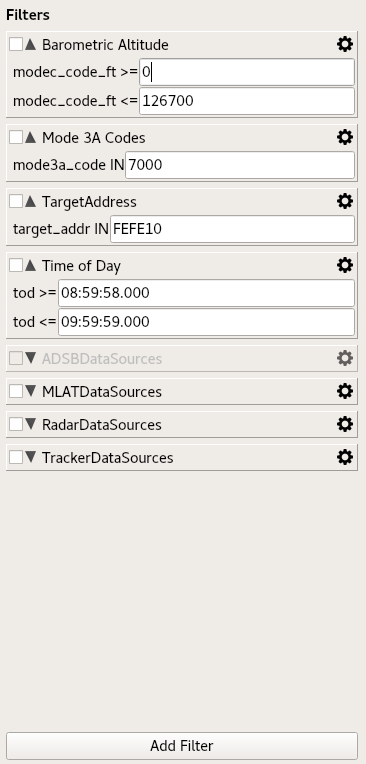 Filters
Barometric Altitude
modec_code_ft >= 0
modec_code_ft <= 126700
Mode 3A Codes
mode3a_code IN 7000
TargetAddress
target_addr IN FEFE10
Time of Day
tod >= 08:59:58.000
tod <= 09:59:59.000
ADSBDataSources
MLATDataSources
RadarDataSources
TrackerDataSources
Add Filter